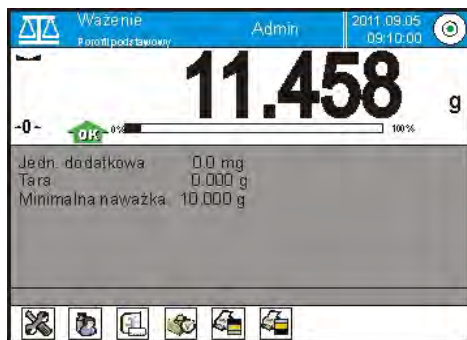 Ważenie
Porofil podstawowy
Admin
2011.09.05
09:10:00
11.458 g
-0-
OK 0% 100%
Jedn. dodatkowa 0.0 mg
Tara 0.000 g
Minimalna naważka 10.000 g